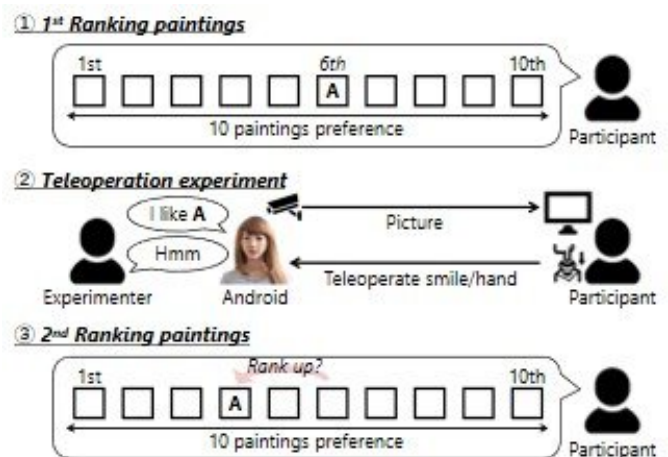 ① 1st Ranking paintings
1st 6th 10th
A
10 paintings preference
Participant
② Teleoperation experiment
I like A
Picture
Hmm
Teleoperate smile/hand
Experimenter Android Participant
③ 2nd Ranking paintings
Rank up?
1st 10th
A
10 paintings preference
Participant